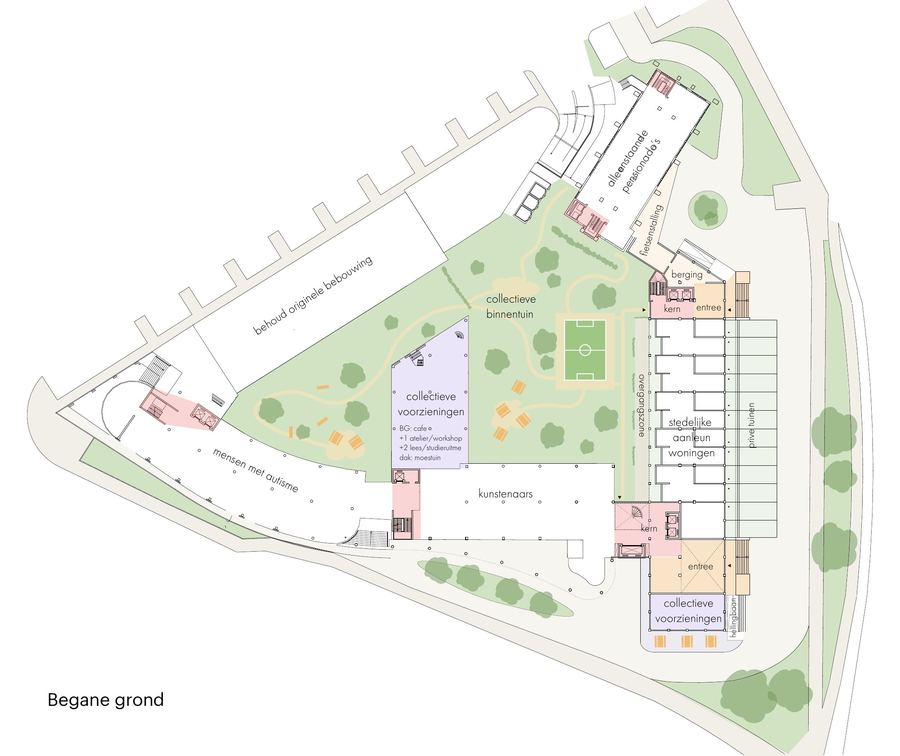 alleenstaande
pensionado's
fietsenstalling
berging
kern
entree
behoud originele bebouwing
collectieve
binnentuin
collectieve
voorzieningen
BG: cafe
+1 atelier/workshop
+2 lees/studieruitme
dak: moestuin
overgangszone
stedelijke
aanleun
woningen
prive tuinen
mensen met autisme
kunstenaars
kern
entree
collectieve
voorzieningen
hellingbaan
Begane grond